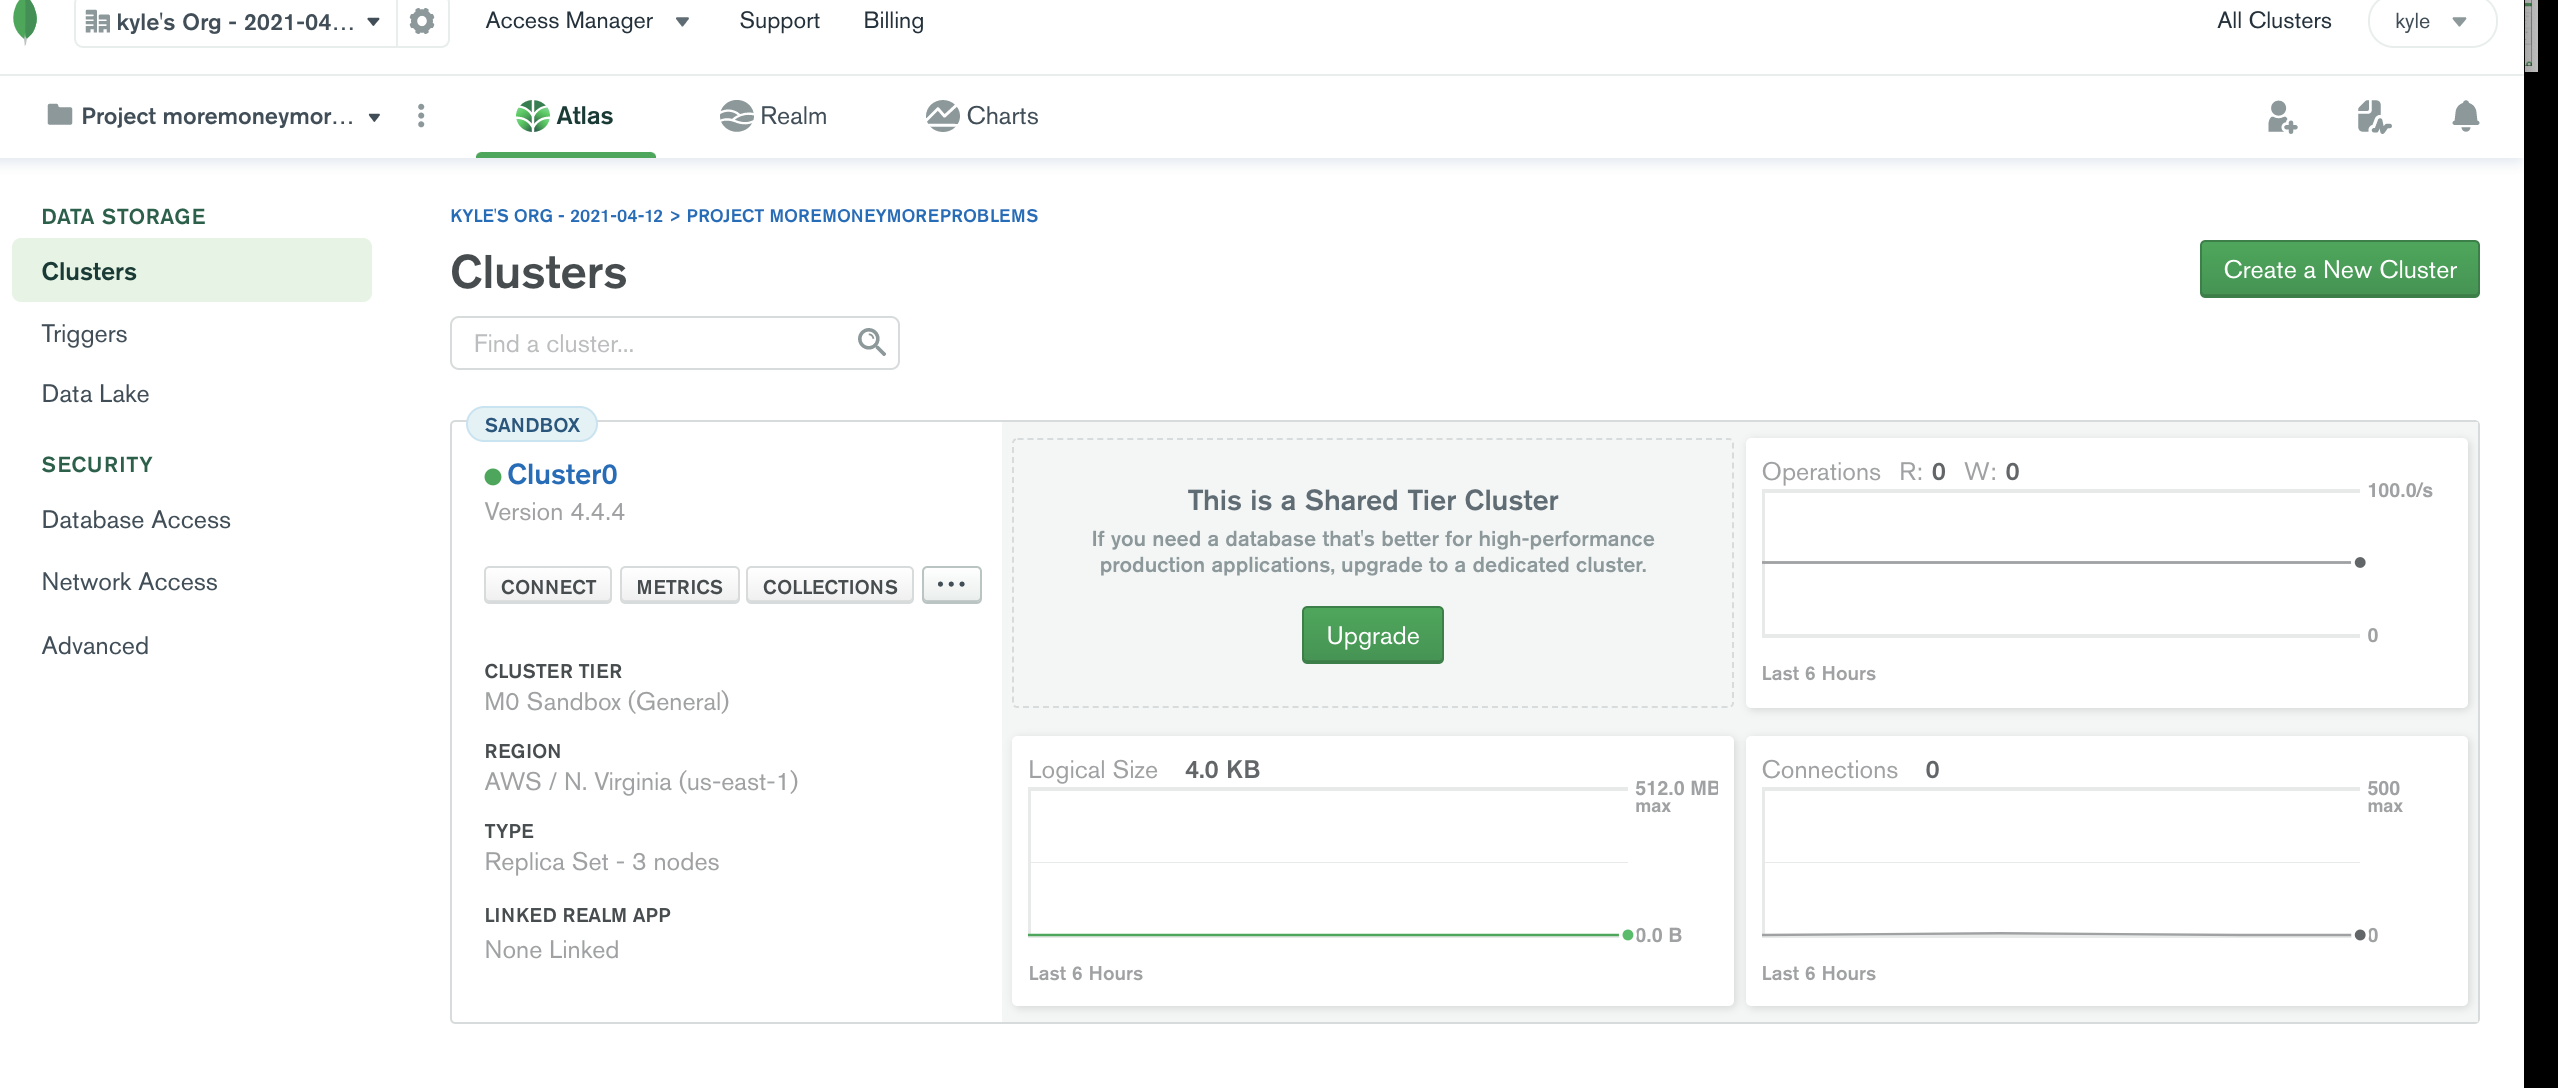 kyle's Org - 2021-04...
Access Manager
Support
Billing
All Clusters
kyle
Project moremoneymor...
Atlas
Realm
Charts
DATA STORAGE
Clusters
Triggers
Data Lake
SECURITY
Database Access
Network Access
Advanced
KYLE'S ORG - 2021-04-12 > PROJECT MOREMONEYMOREPROBLEMS
Clusters
Create a New Cluster
Find a cluster...
SANDBOX
Cluster0
Version 4.4.4
CONNECT
METRICS
COLLECTIONS
...
CLUSTER TIER
M0 Sandbox (General)
REGION
AWS / N. Virginia (us-east-1)
TYPE
Replica Set - 3 nodes
LINKED REALM APP
None Linked
This is a Shared Tier Cluster
If you need a database that's better for high-performance
production applications, upgrade to a dedicated cluster.
Upgrade
Operations R: 0 W: 0
100.0/s
0
Last 6 Hours
Logical Size 4.0 KB
512.0 MB
max
0.0 B
Last 6 Hours
Connections 0
500
max
0
Last 6 Hours